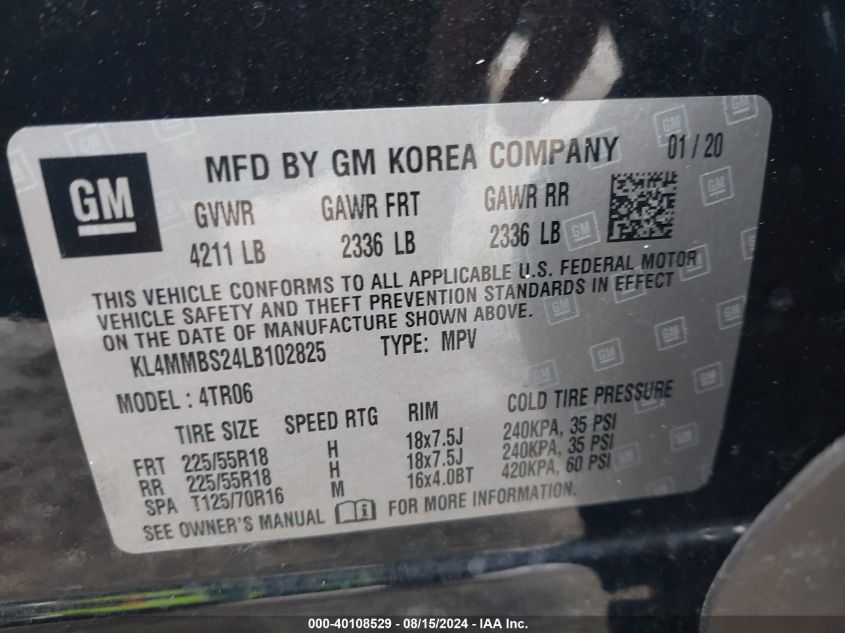 GM
MFD BY GM KOREA COMPANY 01/20
GVWR GAWR FRT GAWR RR
4211 LB 2336 LB 2336 LB
THIS VEHICLE CONFORMS TO ALL APPLICABLE U.S. FEDERAL MOTOR
VEHICLE SAFETY AND THEFT PREVENTION STANDARDS IN EFFECT
ON THE DATE OF MANUFACTURE SHOWN ABOVE.
KL4MMBS24LB102825 TYPE: MPV
MODEL: 4TR06
TIRE SIZE SPEED RTG RIM COLD TIRE PRESSURE
FRT 225/55R18 H 18x7.5J 240KPA, 35 PSI
RR 225/55R18 H 18x7.5J 240KPA, 35 PSI
SPA T125/70R16 M 16x4.0BT 420KPA, 60 PSI
SEE OWNER'S MANUAL FOR MORE INFORMATION.
000-40108529 - 08/15/2024 - IAA Inc.